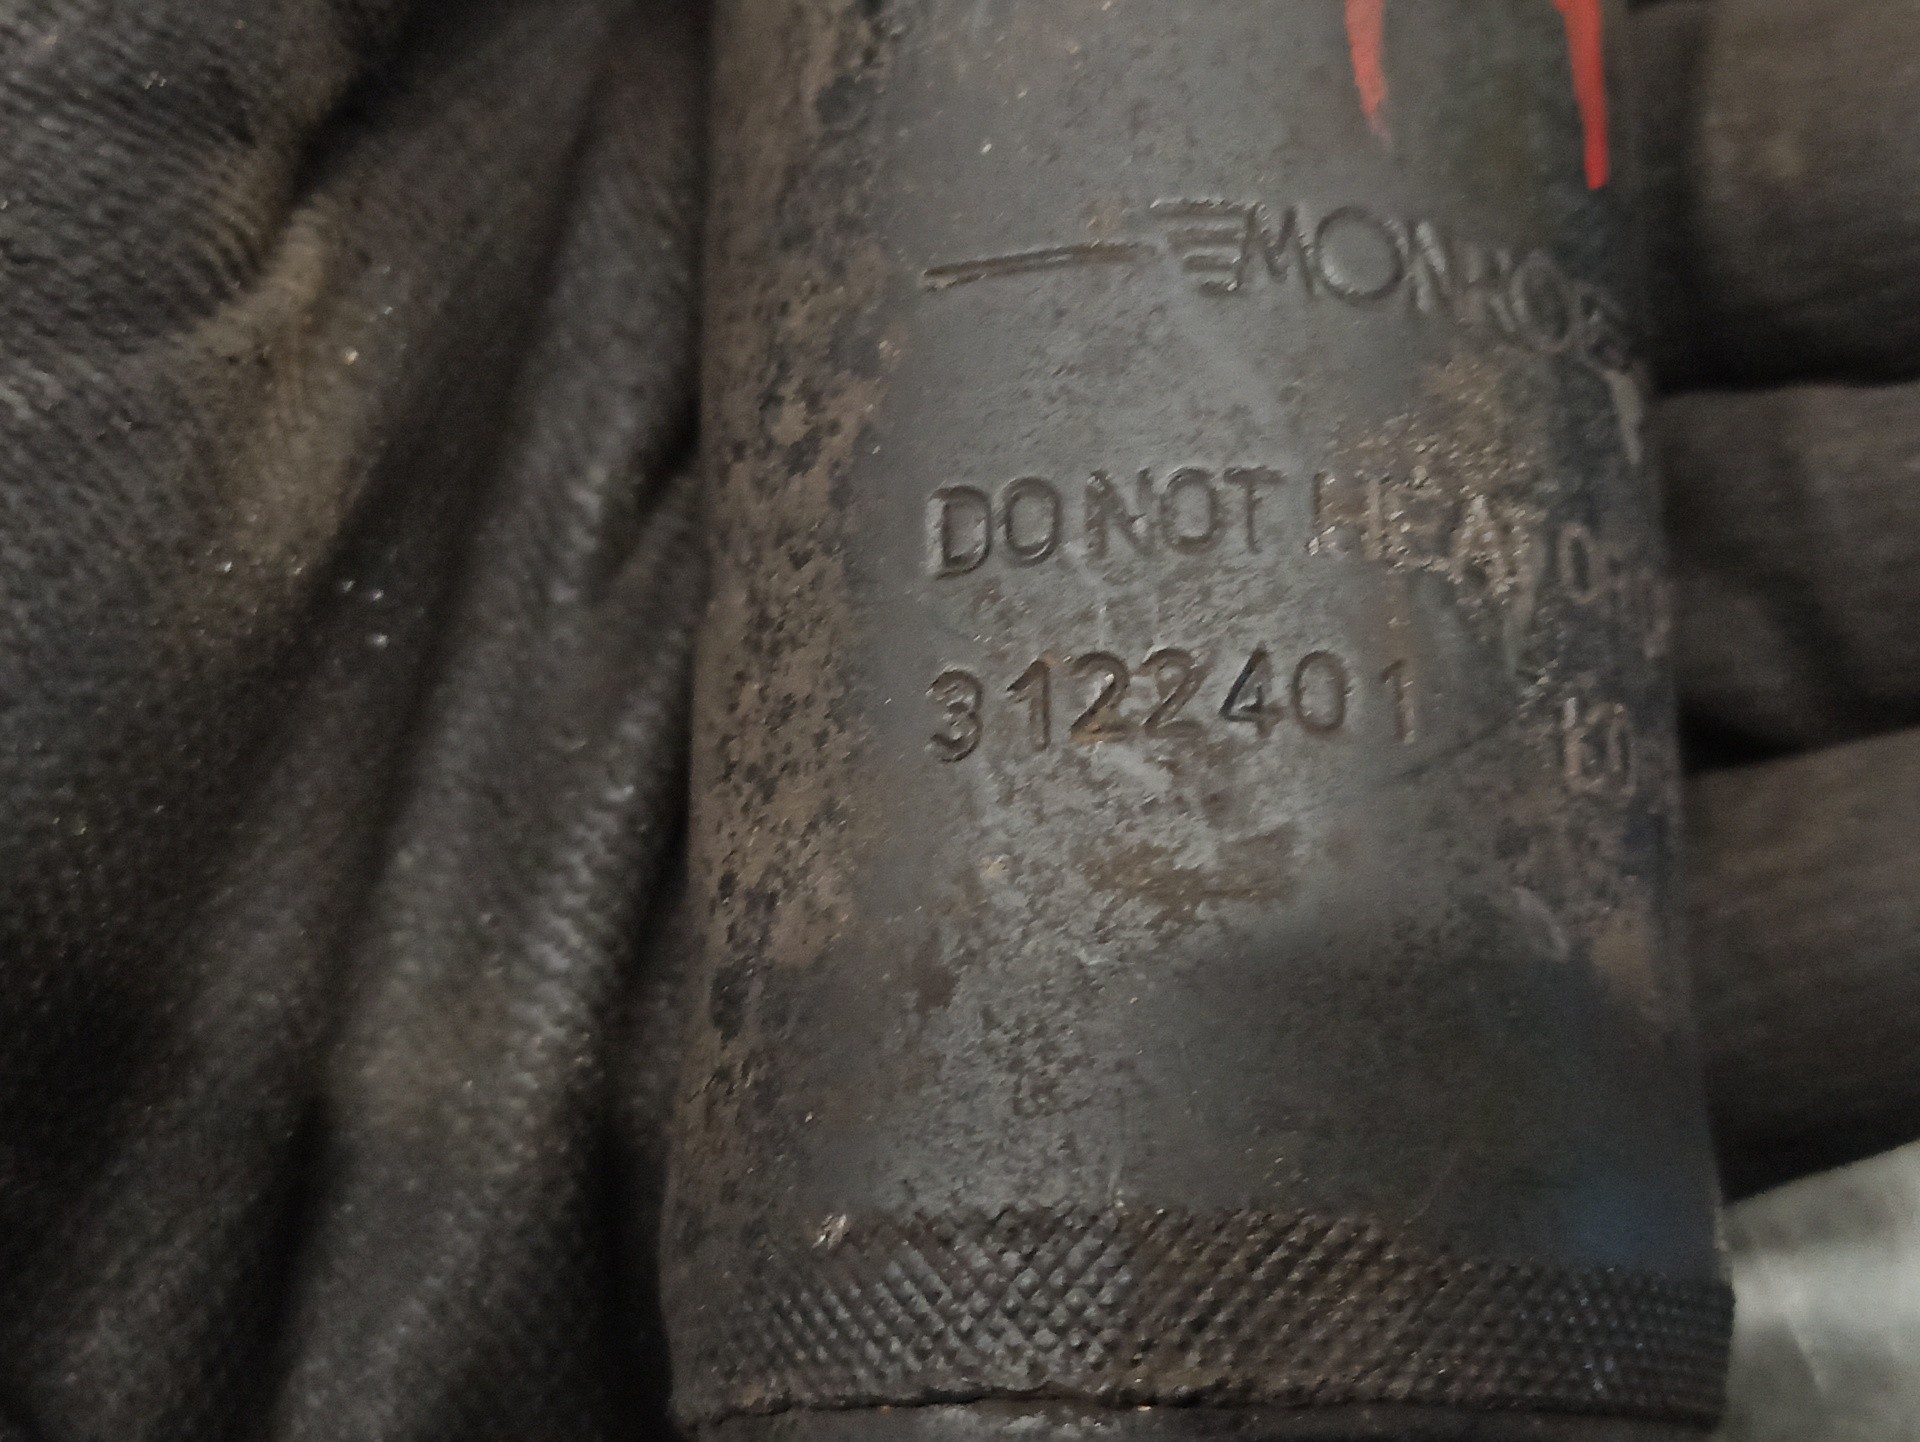 MONROE
DO NOT HEAT O
3122401